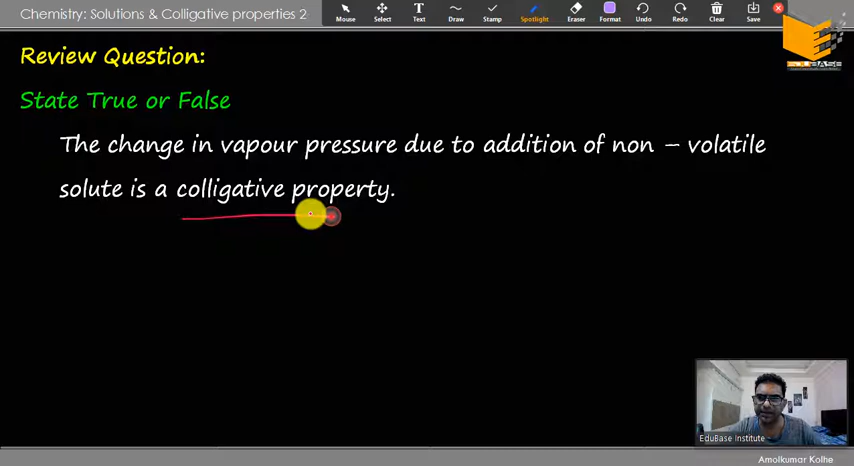 Chemistry: Solutions & Colligative properties 2
Mouse Select Text Draw Stamp Spotlight Eraser Format Undo Redo Clear Save
EDUBASE
Review Question:
State True or False
The change in vapour pressure due to addition of non – volatile
solute is a colligative property.
EduBase Institute
Amolkumar Kolhe